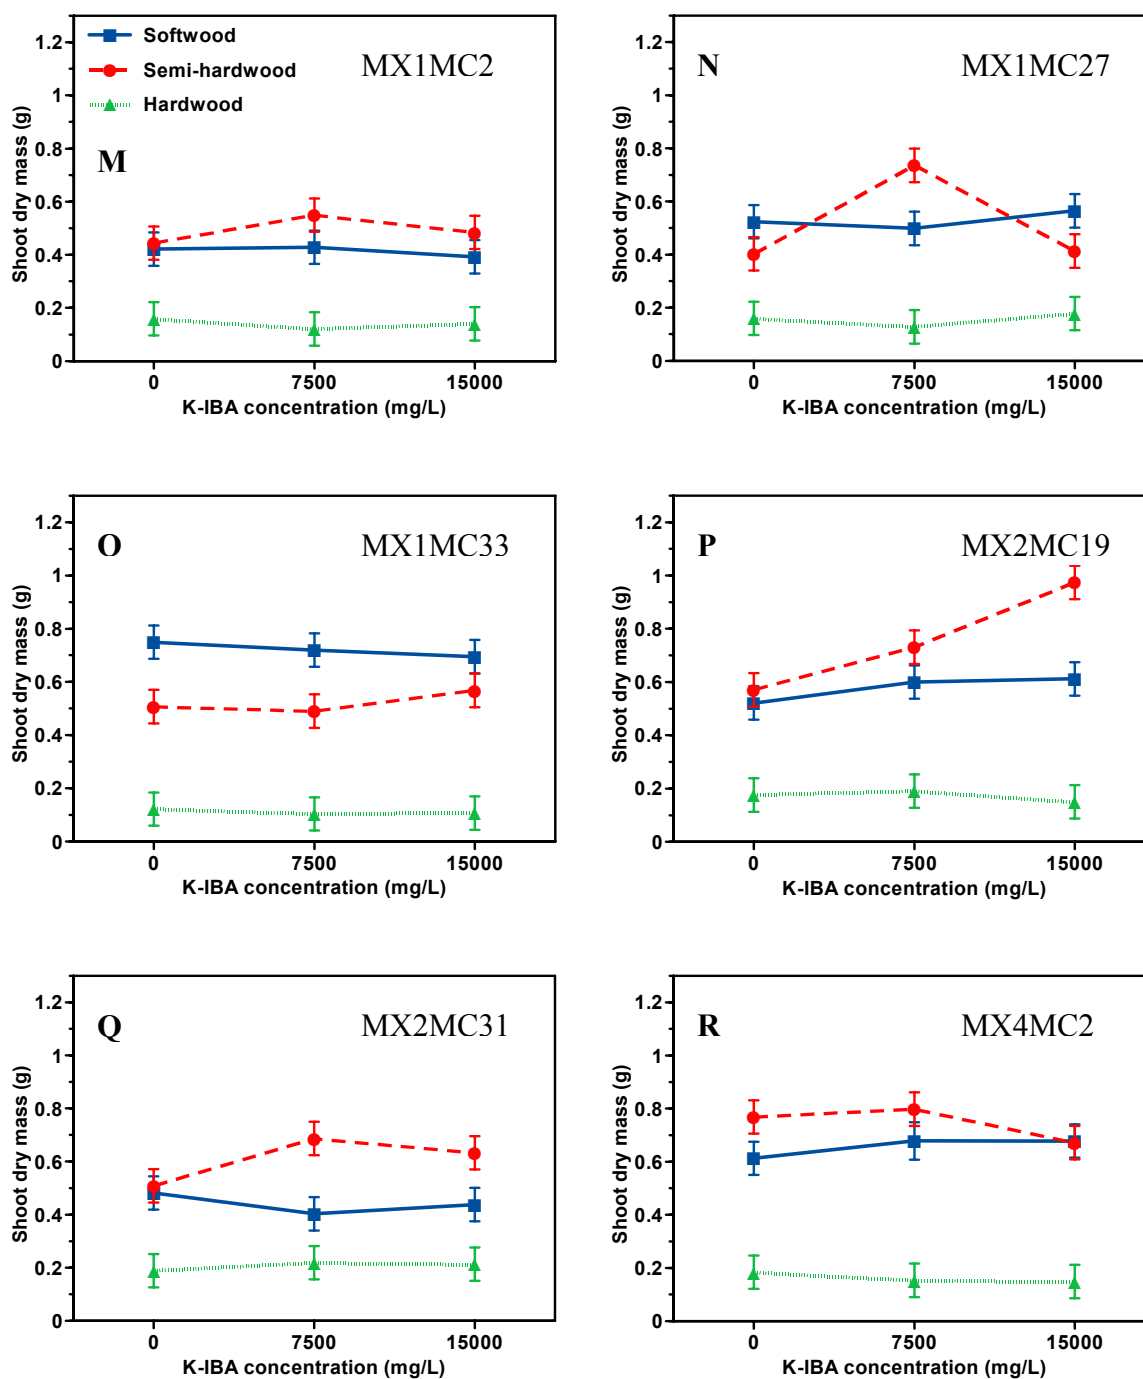 Softwood
Semi-hardwood
Hardwood
MX1MC2
M
Shoot dry mass (g)
1.2
1
0.8
0.6
0.4
0.2
0
0 7500 15000
K-IBA concentration (mg/L)
N
MX1MC27
Shoot dry mass (g)
1.2
1
0.8
0.6
0.4
0.2
0
0 7500 15000
K-IBA concentration (mg/L)
O
MX1MC33
Shoot dry mass (g)
1.2
1
0.8
0.6
0.4
0.2
0
0 7500 15000
K-IBA concentration (mg/L)
P
MX2MC19
Shoot dry mass (g)
1.2
1
0.8
0.6
0.4
0.2
0
0 7500 15000
K-IBA concentration (mg/L)
Q
MX2MC31
Shoot dry mass (g)
1.2
1
0.8
0.6
0.4
0.2
0
0 7500 15000
K-IBA concentration (mg/L)
R
MX4MC2
Shoot dry mass (g)
1.2
1
0.8
0.6
0.4
0.2
0
0 7500 15000
K-IBA concentration (mg/L)